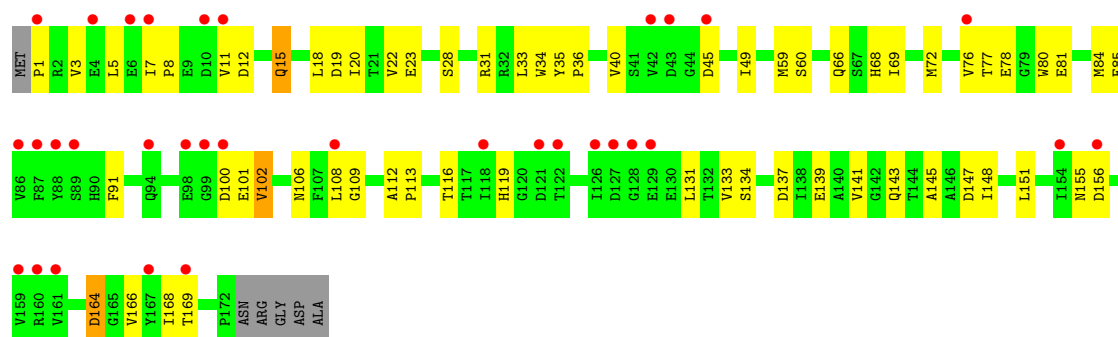 MET P1 R2 V3 E4 L5 E6 I7 P8 E9 D10 V11 D12 Q15 L18 D19 I20 T21 V22 E23 S28 R31 R32 L33 W34 Y35 P36 V40 S41 V42 D43 G44 D45 I49 M59 S60 Q66 S67 H68 I69 M72 V76 T77 E78 G79 W80 E81 M84 E85
V86 F87 Y88 S89 H90 F91 Q94 E98 G99 D100 E101 V102 N106 F107 L108 G109 A112 P113 T116 T117 I118 H119 G120 D121 T122 I126 D127 G128 E129 E130 L131 T132 V133 S134 D137 I138 E139 A140 V141 G142 Q143 T144 A145 A146 D147 I148 L151 I154 N155 D156
V159 R160 V161 D164 G165 V166 Y167 I168 T169 P172 ASN ARG GLY ASP ALA